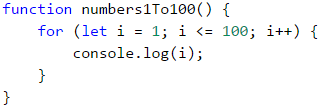 function numbers1To100() {
    for (let i = 1; i <= 100; i++) {
        console.log(i);
    }
}